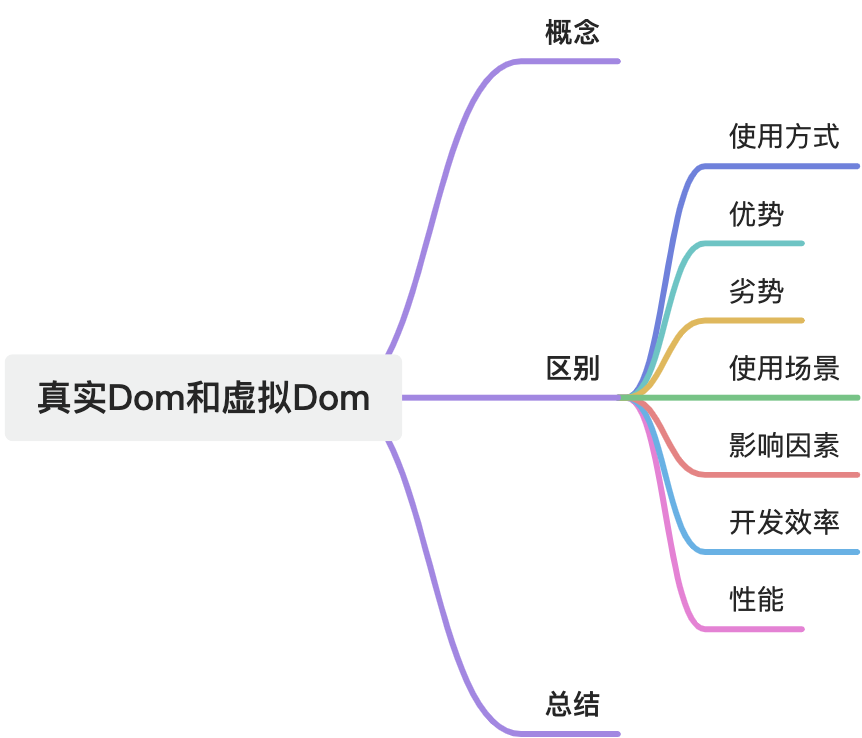 真实Dom和虚拟Dom
概念
区别
使用方式
优势
劣势
使用场景
影响因素
开发效率
性能
总结